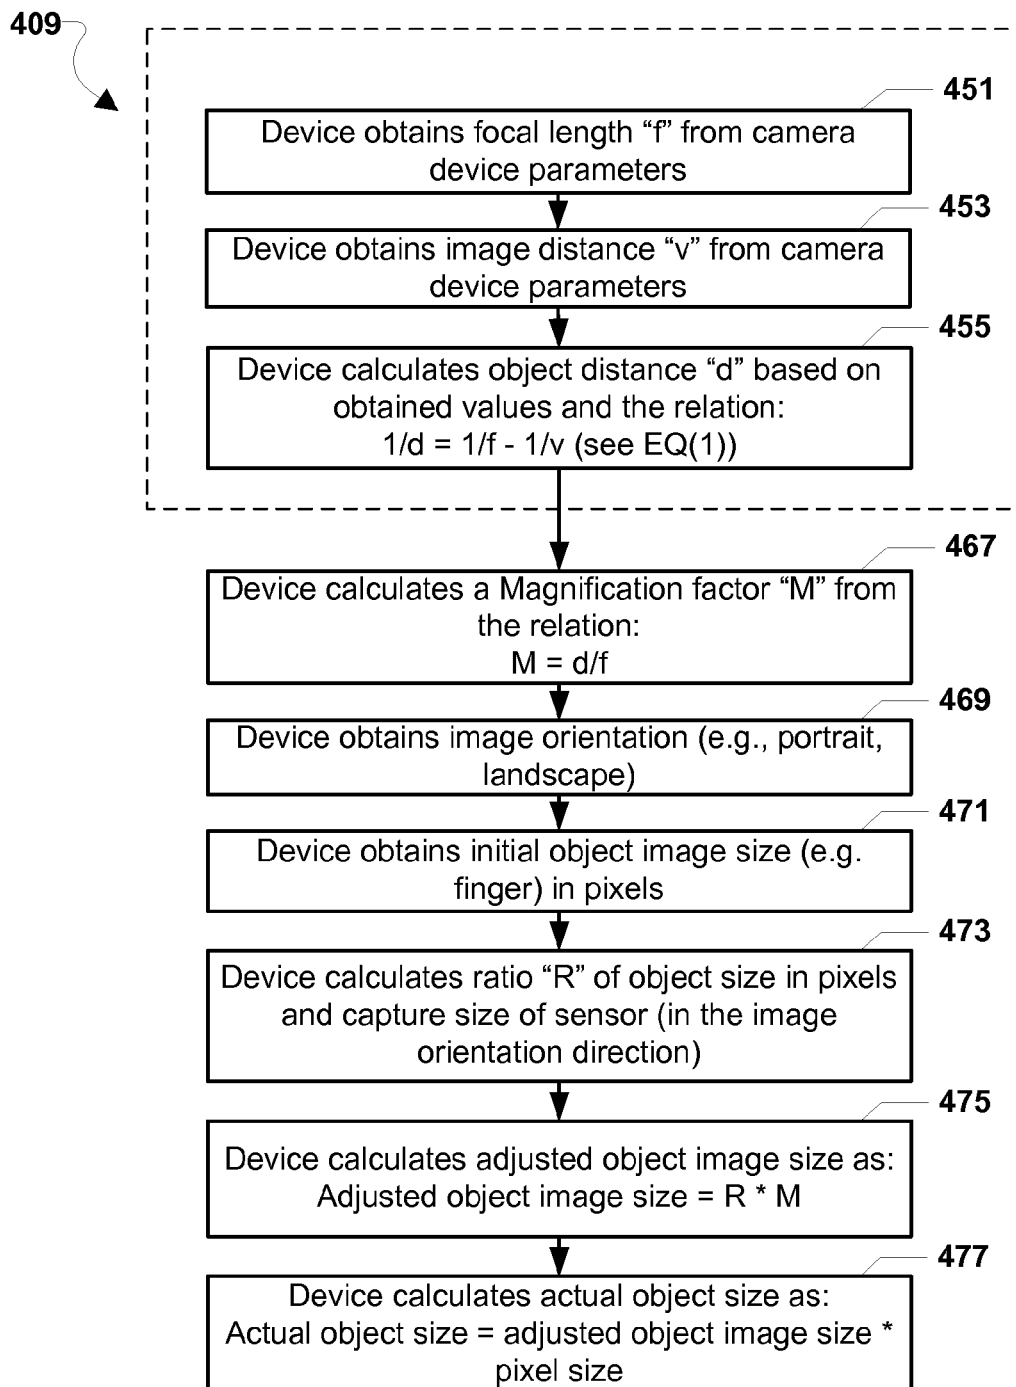 409
451
Device obtains focal length “f” from camera
device parameters
453
Device obtains image distance “v” from camera
device parameters
455
Device calculates object distance “d” based on
obtained values and the relation:
1/d = 1/f - 1/v (see EQ(1))
467
Device calculates a Magnification factor “M” from
the relation:
M = d/f
469
Device obtains image orientation (e.g., portrait,
landscape)
471
Device obtains initial object image size (e.g.
finger) in pixels
473
Device calculates ratio “R” of object size in pixels
and capture size of sensor (in the image
orientation direction)
475
Device calculates adjusted object image size as:
Adjusted object image size = R * M
477
Device calculates actual object size as:
Actual object size = adjusted object image size *
pixel size